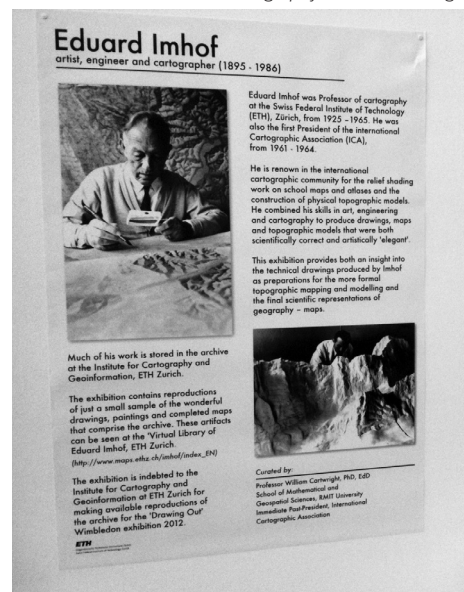 Eduard Imhof
artist, engineer and cartographer (1895 - 1986)
Eduard Imhof was Professor of cartography
at the Swiss Federal Institute of Technology
(ETH), Zürich, from 1925 –1965. He was
also the first President of the international
Cartographic Association (ICA),
from 1961 - 1964.
He is renown in the international
cartographic community for the relief shading
work on school maps and atlases and the
construction of physical topographic models.
He combined his skills in art, engineering
and cartography to produce drawings, maps
and topographic models that were both
scientifically correct and artistically 'elegant'.
This exhibition provides both an insight into
the technical drawings produced by Imhof
as preparations for the more formal
topographic mapping and modelling and
the final scientific representations of
geography – maps.
Much of his work is stored in the archive
at the Institute for Cartography and
Geoinformation, ETH Zurich.
The exhibition contains reproductions
of just a small sample of the wonderful
drawings, paintings and completed maps
that comprise the archive. These artifacts
can be seen at the 'Virtual Library of
Eduard Imhof, ETH Zurich.
(http://www.maps.ethz.ch/imhof/index_EN)
The exhibition is indebted to the
Institute for Cartography and
Geoinformation at ETH Zurich for
making available reproductions of
the archive for the 'Drawing Out'
Wimbledon exhibition 2012.
ETH
Curated by:
Professor William Cartwright, PhD, EdD
School of Mathematical and
Geospatial Sciences, RMIT University
Immediate Past-President, International
Cartographic Association